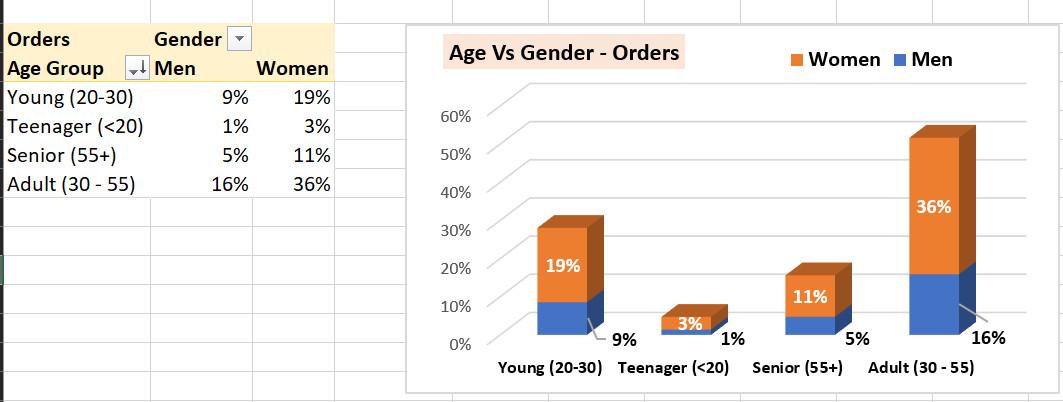 Orders Gender
Age Group Men Women
Young (20-30) 9% 19%
Teenager (<20) 1% 3%
Senior (55+) 5% 11%
Adult (30 - 55) 16% 36%
Age Vs Gender - Orders
Women Men
60%
50%
40%
30%
20%
10%
0%
19%
9%
3%
1%
11%
5%
36%
16%
Young (20-30) Teenager (<20) Senior (55+) Adult (30 - 55)